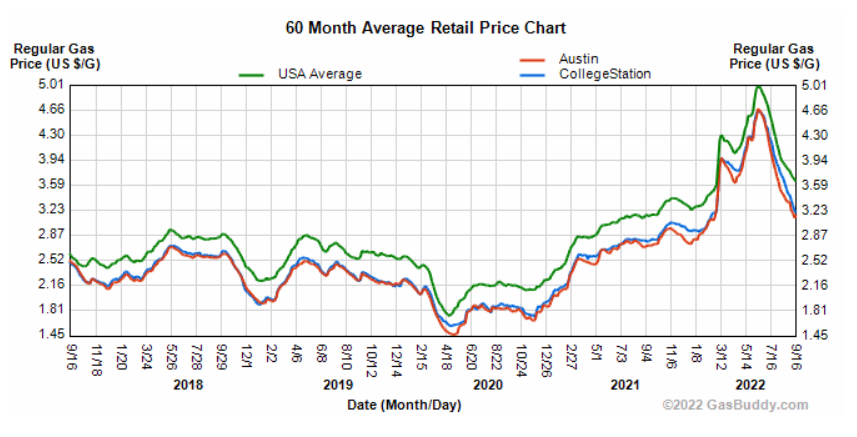 60 Month Average Retail Price Chart
Regular Gas
Price (US $/G)
USA Average
Austin
CollegeStation
Regular Gas
Price (US $/G)
5.01
4.66
4.30
3.94
3.59
3.23
2.87
2.52
2.16
1.81
1.45
5.01
4.66
4.30
3.94
3.59
3.23
2.87
2.52
2.16
1.81
1.45
9/16 11/18 1/20 3/24 5/26 7/28 9/29 12/1 2/2 4/6 6/8 8/10 10/12 12/14 2/15 4/18 6/20 8/22 10/24 12/26 2/27 5/1 7/3 9/4 11/6 1/8 3/12 5/14 7/16 9/16
2018 2019 2020 2021 2022
Date (Month/Day)
©2022 GasBuddy.com